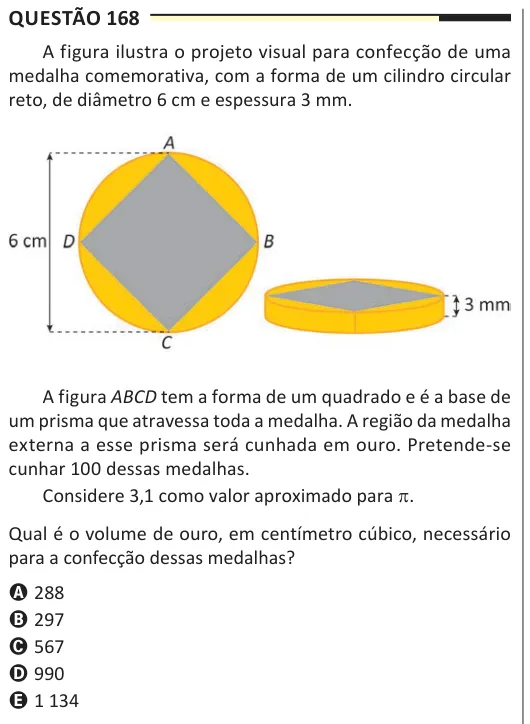 QUESTÃO 168
A figura ilustra o projeto visual para confecção de uma
medalha comemorativa, com a forma de um cilindro circular
reto, de diâmetro 6 cm e espessura 3 mm.
A
6 cm
D
B
3 mm
C
A figura ABCD tem a forma de um quadrado e é a base de
um prisma que atravessa toda a medalha. A região da medalha
externa a esse prisma será cunhada em ouro. Pretende-se
cunhar 100 dessas medalhas.
Considere 3,1 como valor aproximado para π.
Qual é o volume de ouro, em centímetro cúbico, necessário
para a confecção dessas medalhas?
A 288
B 297
C 567
D 990
E 1 134